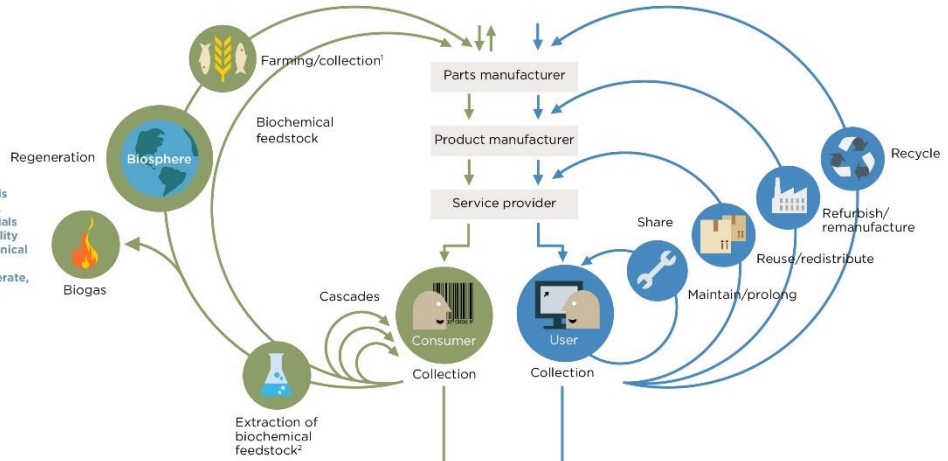 Farming/collection¹
Parts manufacturer
Biochemical
feedstock
Product manufacturer
Regeneration
Biosphere
Recycle
Service provider
Share
Refurbish/
remanufacture
Reuse/redistribute
Biogas
Maintain/prolong
Cascades
Consumer
User
Collection
Collection
Extraction of
biochemical
feedstock²
lity